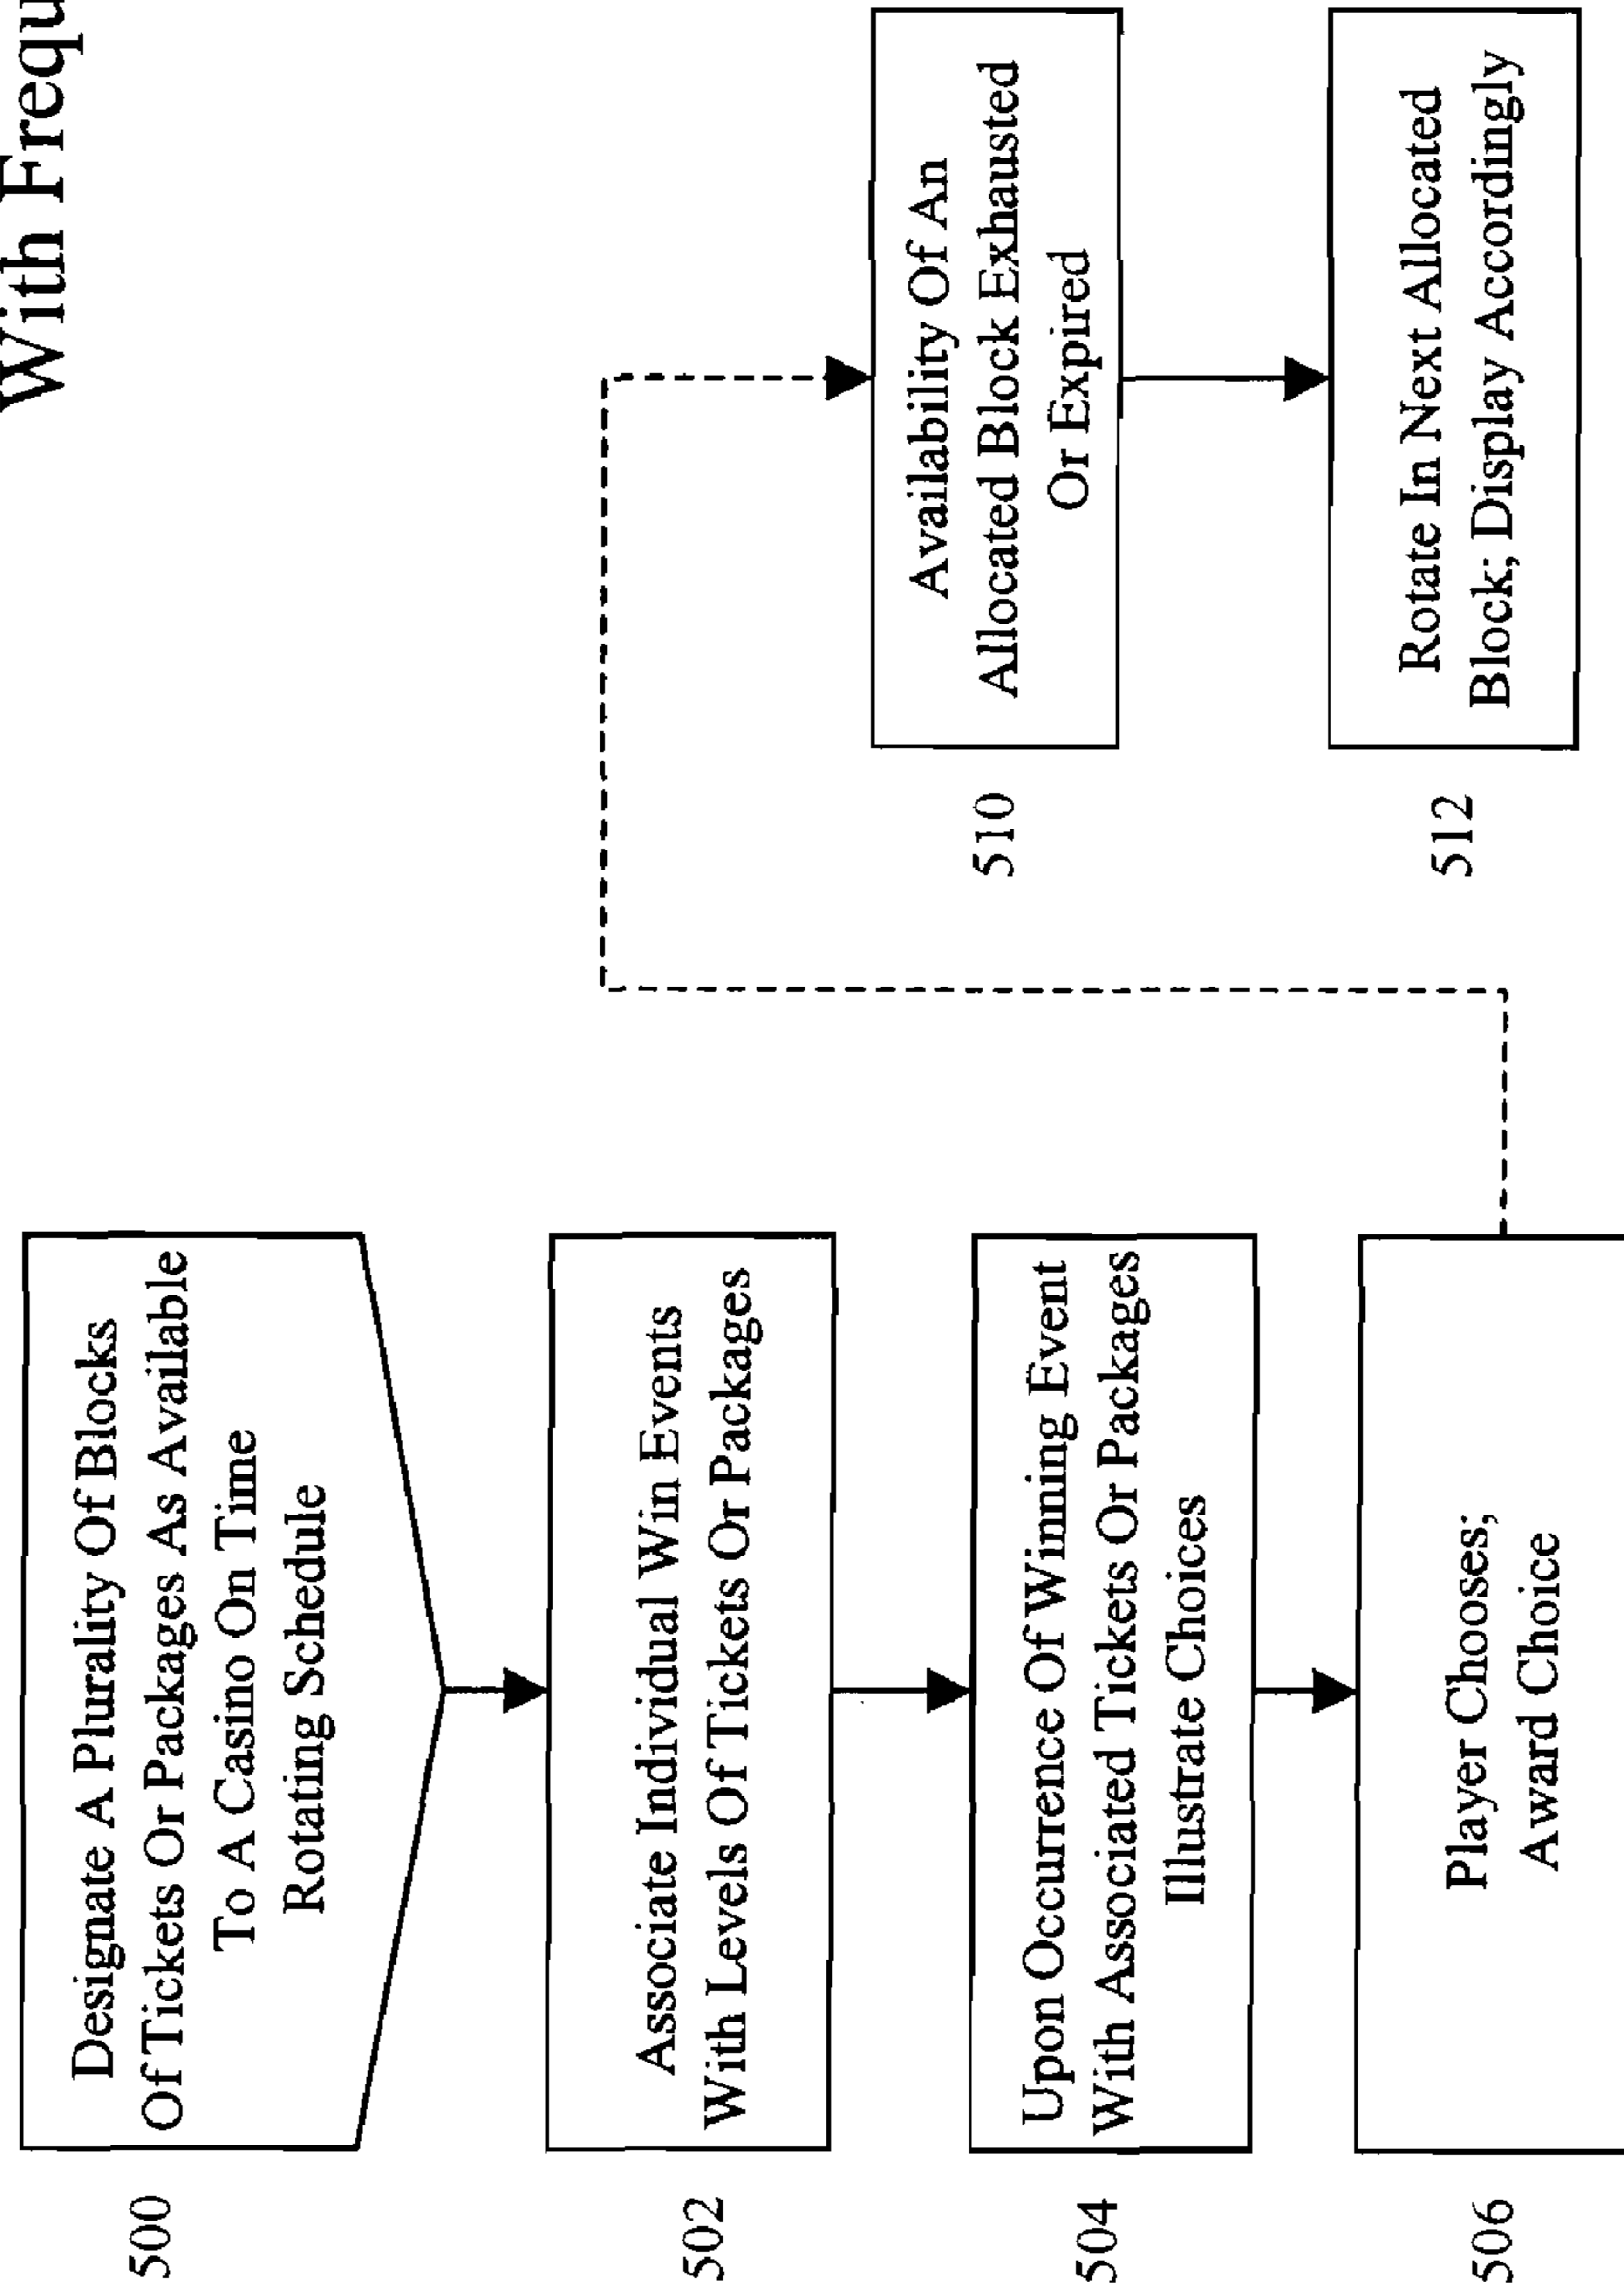 With Frequ
500
Designate A Plurality Of Blocks
Of Tickets Or Packages As Available
To A Casino On Time
Rotating Schedule
502
Associate Individual Win Events
With Levels Of Tickets Or Packages
504
Upon Occurrence Of Winning Event
With Associated Tickets Or Packages
Illustrate Choices
506
Player Chooses;
Award Choice
510
Availability Of An
Allocated Block Exhausted
Or Expired
512
Rotate In Next Allocated
Block; Display Accordingly